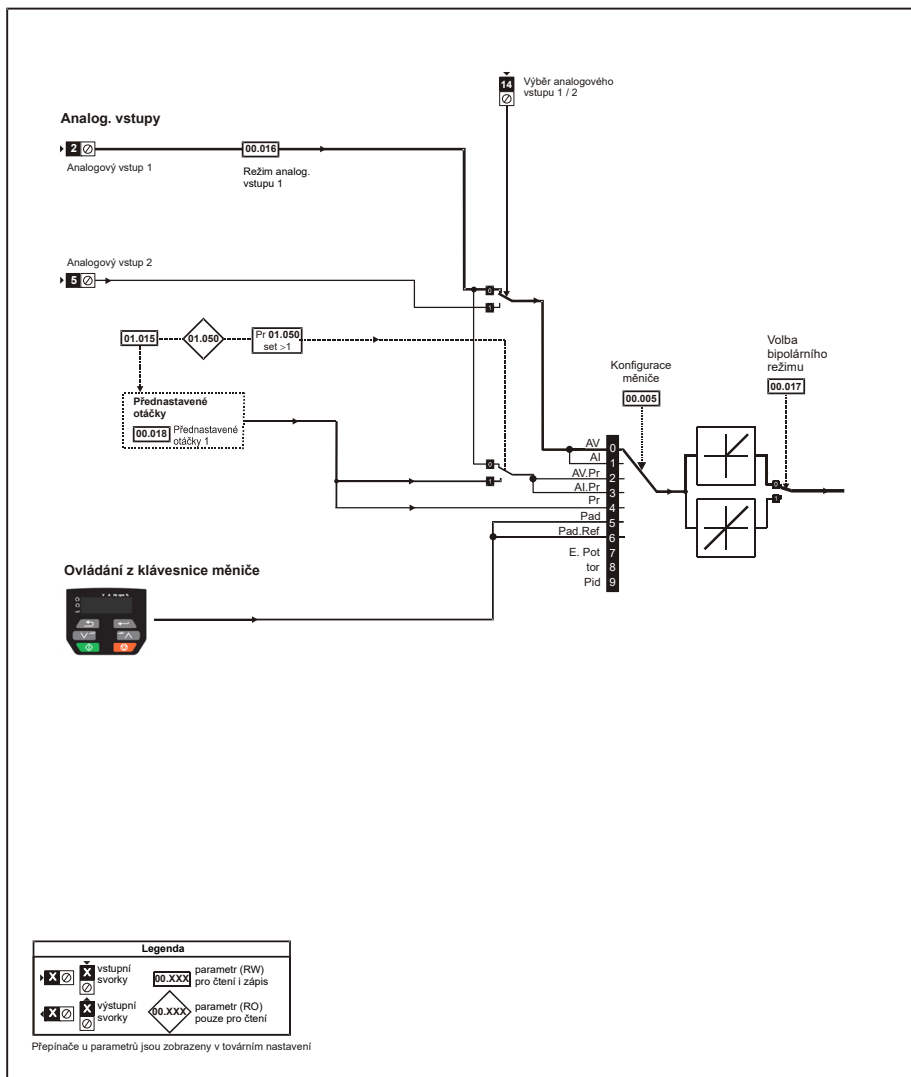 14
Výběr analogového
vstupu 1 / 2
Analog. vstupy
2
00.016
Analogový vstup 1
Režim analog.
vstupu 1
Analogový vstup 2
5
0
1
01.015
01.050
Pr 01.050
set >1
Přednastavené
otáčky
00.018
Přednastavené
otáčky 1
0
1
Konfigurace
měniče
00.005
Volba
bipolárního
režimu
00.017
AV 0
AI 1
AV.Pr 2
AI.Pr 3
Pr 4
Pad 5
Pad.Ref 6
E. Pot 7
tor 8
Pid 9
0
1
Ovládání z klávesnice měniče
Legenda
X
X
vstupní
svorky
00.XXX
parametr (RW)
pro čtení i zápis
X
X
výstupní
svorky
00.XXX
parametr (RO)
pouze pro čtení
Přepínače u parametrů jsou zobrazeny v továrním nastavení